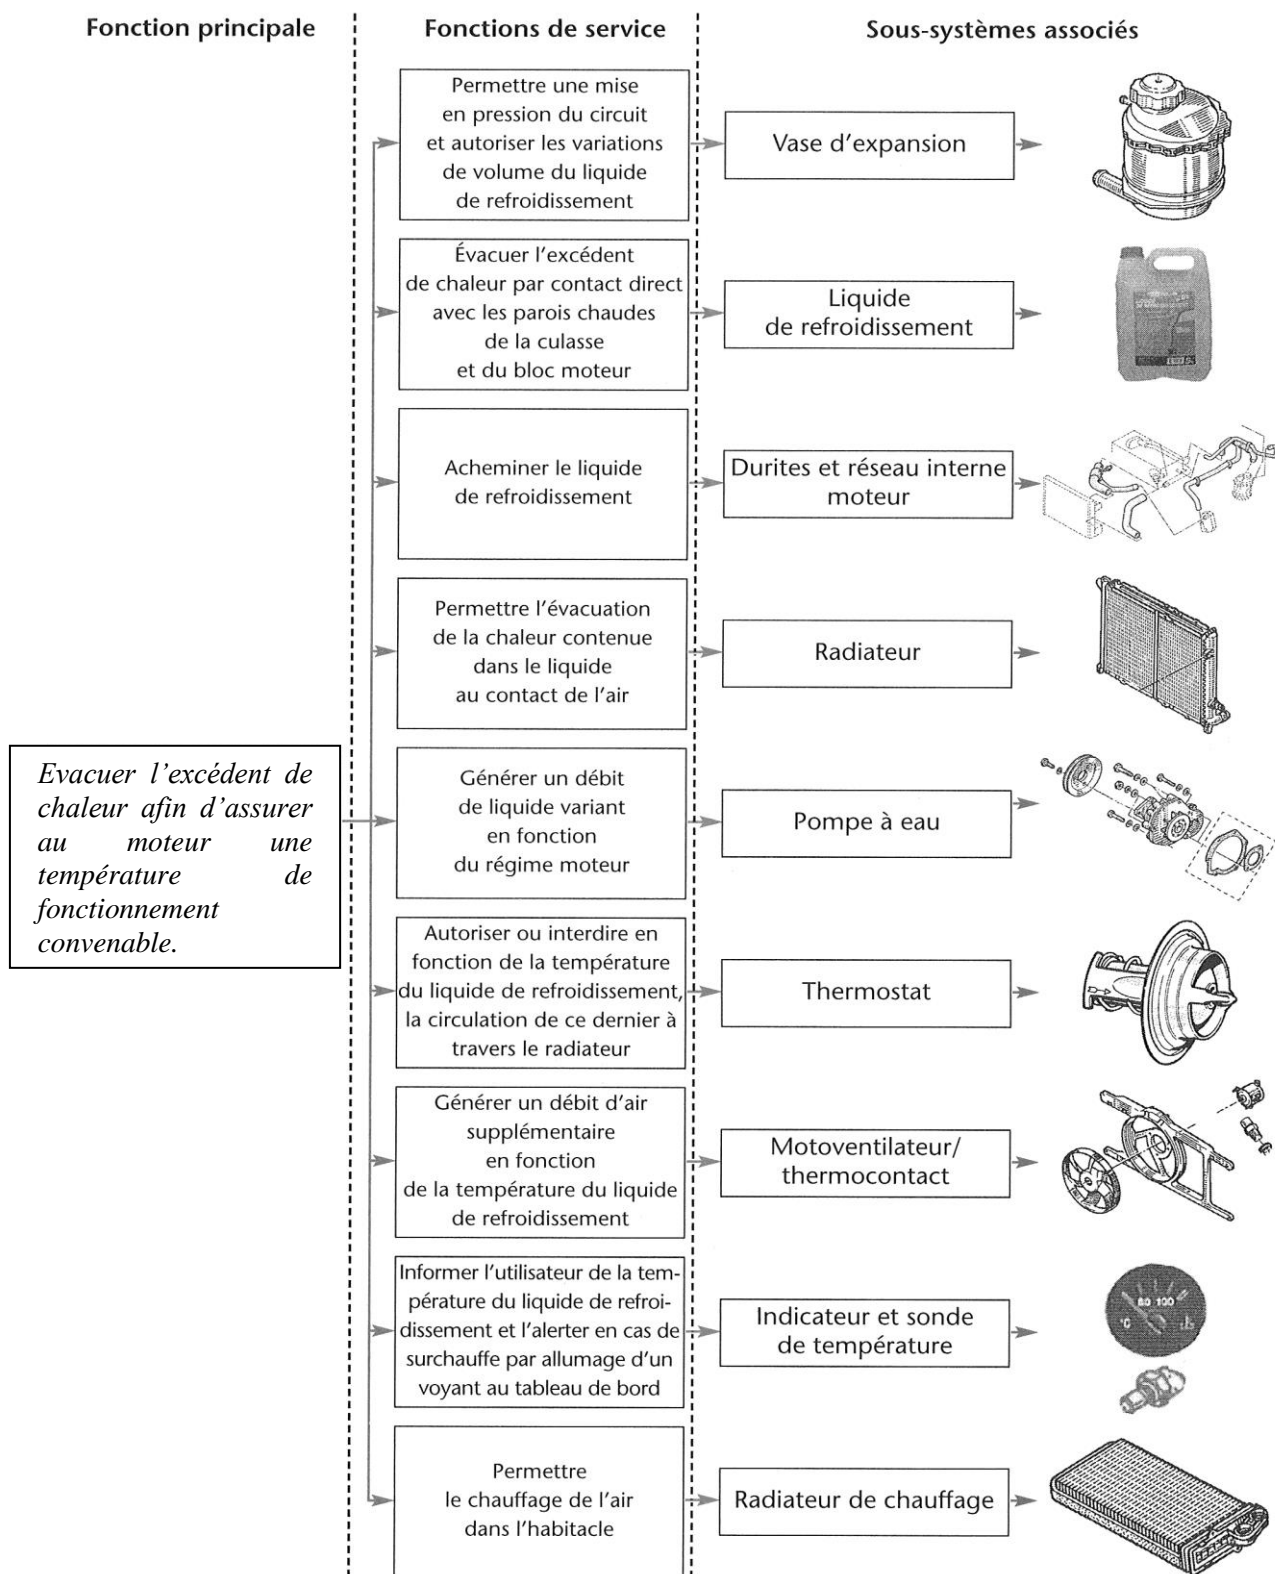 Fonction principale
Fonctions de service
Sous-systèmes associés
Permettre une mise
en pression du circuit
et autoriser les variations
de volume du liquide
de refroidissement
Vase d'expansion
Évacuer l'excédent
de chaleur par contact direct
avec les parois chaudes
de la culasse
et du bloc moteur
Liquide
de refroidissement
Acheminer le liquide
de refroidissement
Durites et réseau interne
moteur
Permettre l'évacuation
de la chaleur contenue
dans le liquide
au contact de l'air
Radiateur
Evacuer l'excédent de
chaleur afin d'assurer
au moteur une
température de
fonctionnement
convenable.
Générer un débit
de liquide variant
en fonction
du régime moteur
Pompe à eau
Autoriser ou interdire en
fonction de la température
du liquide de refroidissement,
la circulation de ce dernier à
travers le radiateur
Thermostat
Générer un débit d'air
supplémentaire
en fonction
de la température du liquide
de refroidissement
Motoventilateur/
thermocontact
Informer l'utilisateur de la tem-
pérature du liquide de refroi-
dissement et l'alerter en cas de
surchauffe par allumage d'un
voyant au tableau de bord
Indicateur et sonde
de température
80 100
°C
Permettre
le chauffage de l'air
dans l'habitacle
Radiateur de chauffage